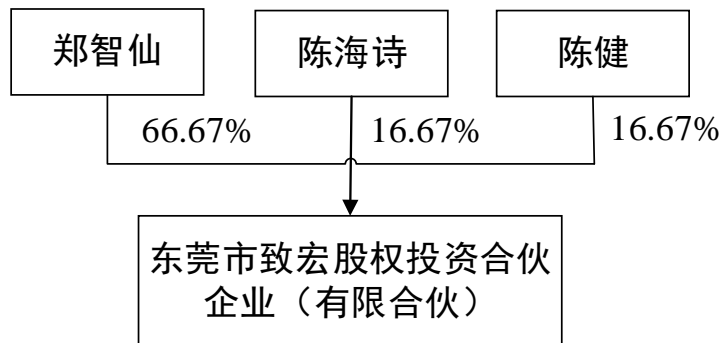 郑智仙 陈海诗 陈健
66.67% 16.67% 16.67%
东莞市致宏股权投资合伙
企业（有限合伙）